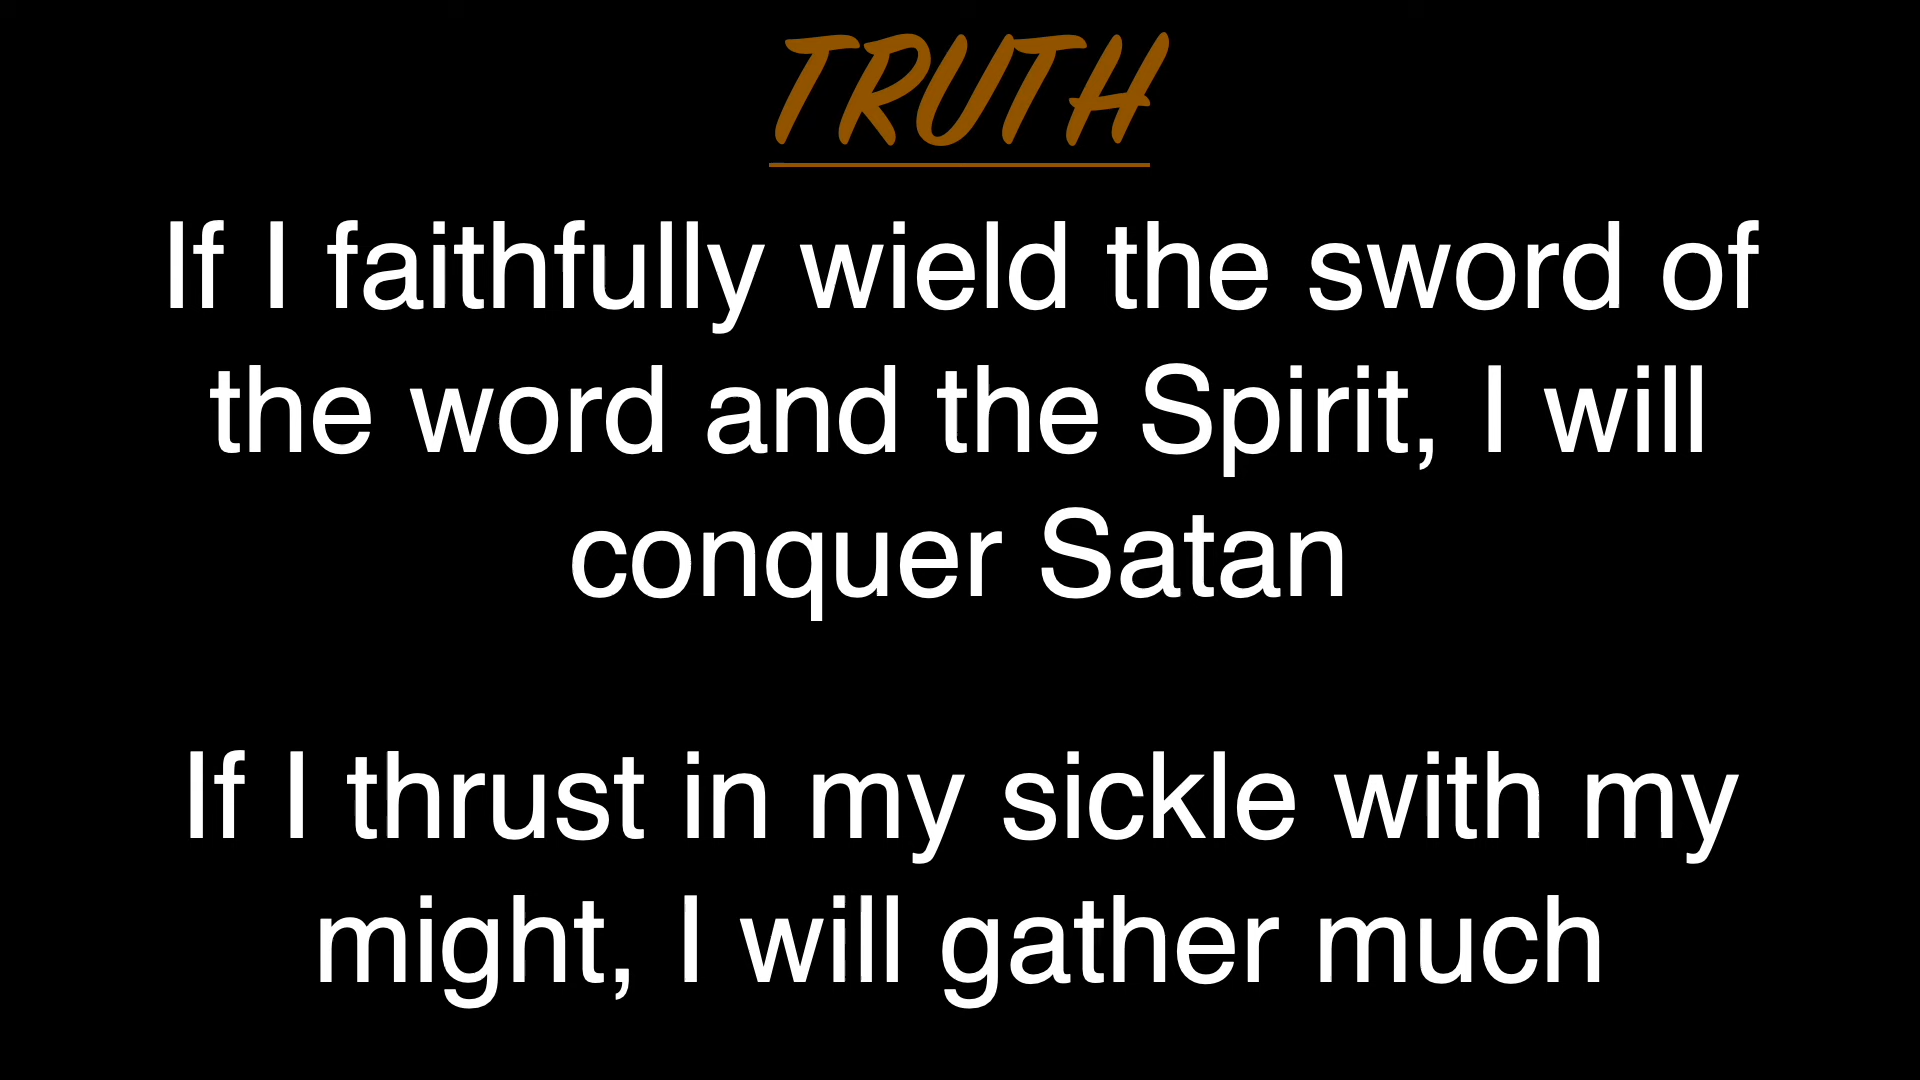 TRUTH
If I faithfully wield the sword of
the word and the Spirit, I will
conquer Satan
If I thrust in my sickle with my
might, I will gather much